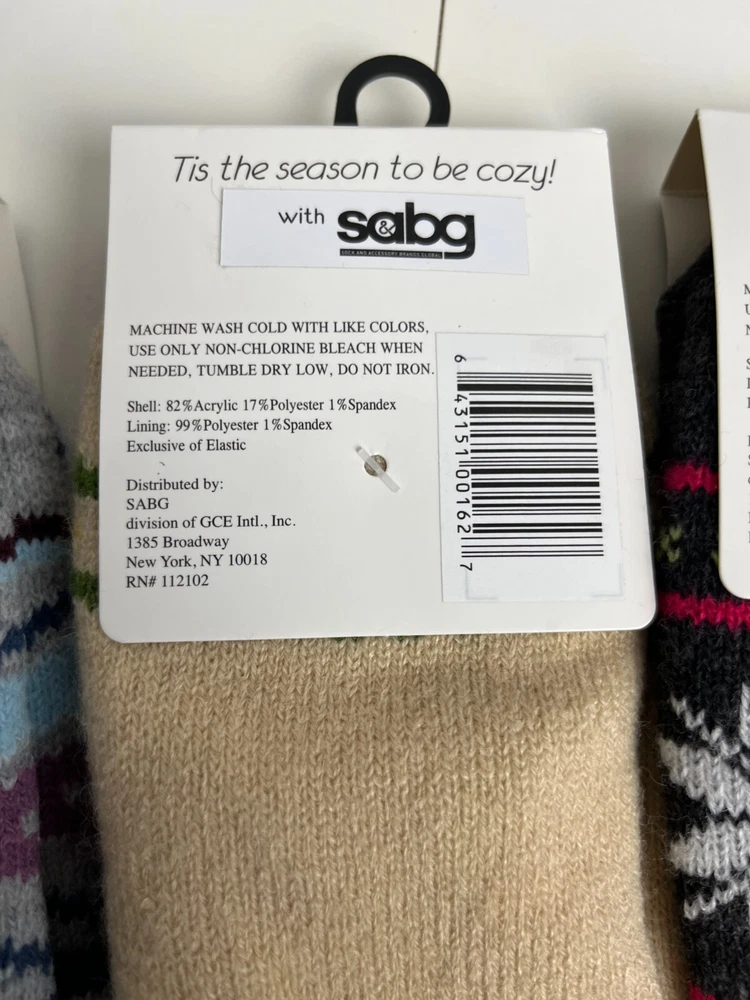 Tis the season to be cozy!
with sa&bg
SOCK AND ACCESSORY BRANDS GLOBAL
MACHINE WASH COLD WITH LIKE COLORS,
USE ONLY NON-CHLORINE BLEACH WHEN
NEEDED, TUMBLE DRY LOW, DO NOT IRON.
Shell: 82%Acrylic 17%Polyester 1%Spandex
Lining: 99%Polyester 1%Spandex
Exclusive of Elastic
Distributed by:
SABG
division of GCE Intl., Inc.
1385 Broadway
New York, NY 10018
RN# 112102
6 43151 00162 7